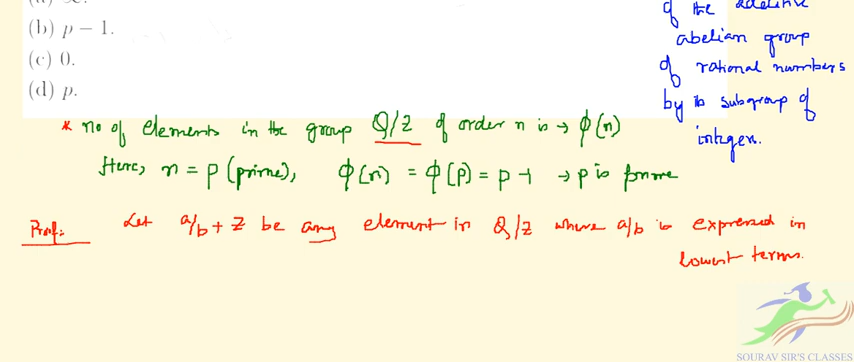 (b) p − 1.
(c) 0.
(d) p.
of the additive
abelian group
of rational numbers
by its subgroup of
integers.
* no of elements in the group Q/Z of order n is → ϕ(n)
Here, n = p (prime), ϕ(n) = ϕ(p) = p-1 → p is prime
Proof: Let a/b + Z be any element in Q/Z where a/b is expressed in
lowest terms.
SOURAV SIR'S CLASSES